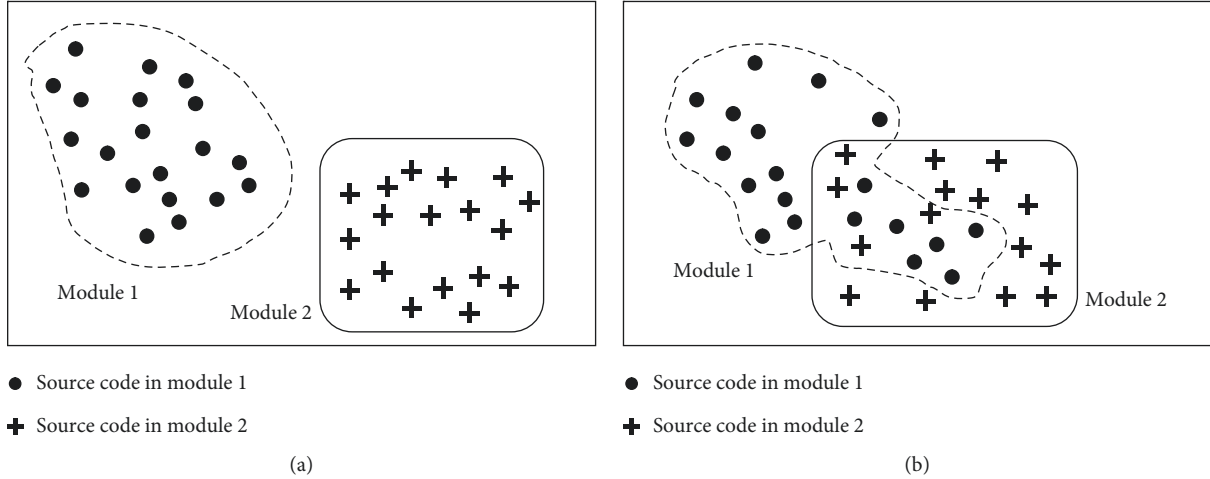 Module 1
Module 2
Source code in module 1
Source code in module 2
(a)
Module 1
Module 2
Source code in module 1
Source code in module 2
(b)